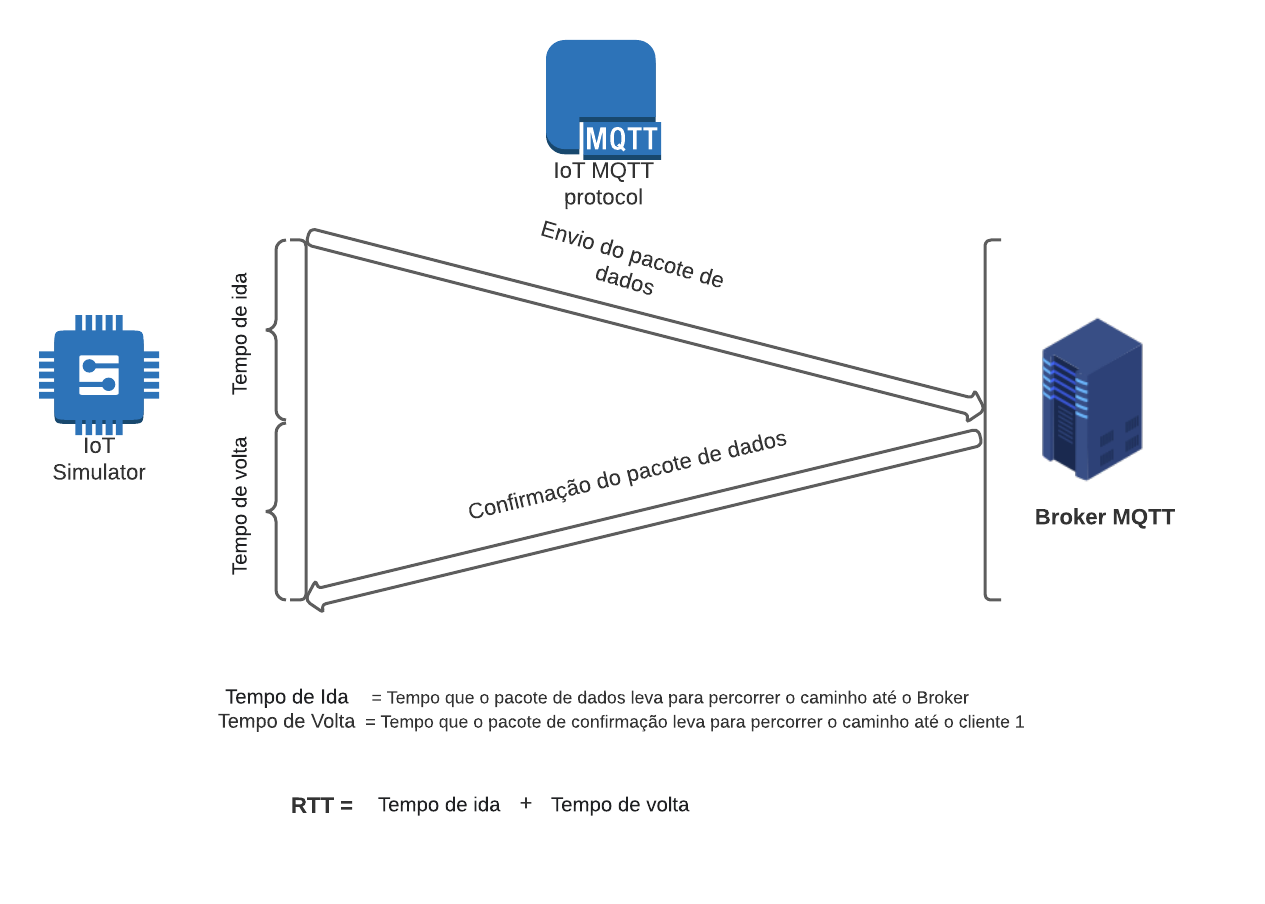 MQTT
IoT MQTT
protocol
Envio do pacote de
dados
Tempo de ida
IoT
Simulator
Confirmação do pacote de dados
Tempo de volta
Broker MQTT
Tempo de Ida = Tempo que o pacote de dados leva para percorrer o caminho até o Broker
Tempo de Volta = Tempo que o pacote de confirmação leva para percorrer o caminho até o cliente 1
RTT = Tempo de ida + Tempo de volta